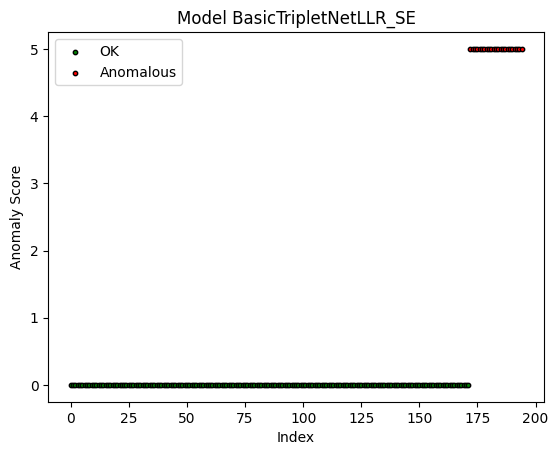 Model BasicTripletNetLLR_SE
OK
Anomalous
Anomaly Score
5
4
3
2
1
0
0 25 50 75 100 125 150 175 200
Index